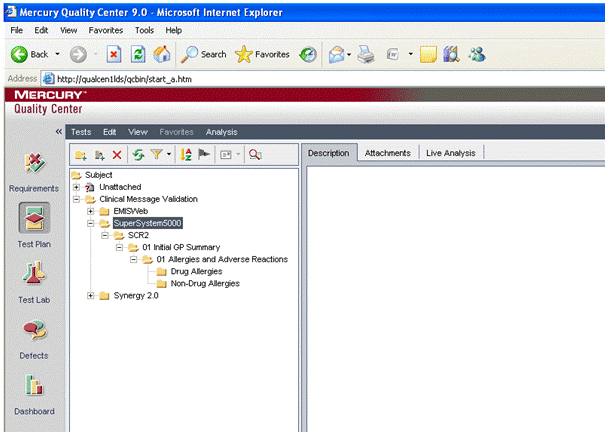 Mercury Quality Center 9.0 - Microsoft Internet Explorer
File Edit View Favorites Tools Help
Back Search Favorites
Address http://qualcen1lds/qcbin/start_a.htm
MERCURY™
Quality Center
« Tests Edit View Favorites Analysis
Description Attachments Live Analysis
Subject
Unattached
Clinical Message Validation
EMISWeb
SuperSystem5000
SCR2
01 Initial GP Summary
01 Allergies and Adverse Reactions
Drug Allergies
Non-Drug Allergies
Synergy 2.0
Requirements
Test Plan
Test Lab
Defects
Dashboard